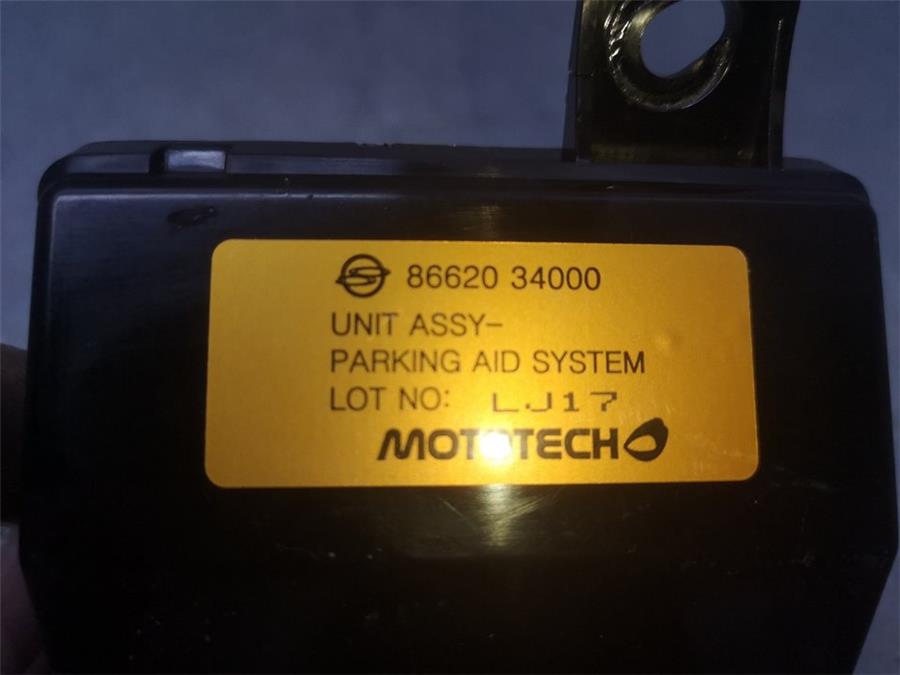 86620 34000
UNIT ASSY-
PARKING AID SYSTEM
LOT NO: LJ17
MOTOTECH